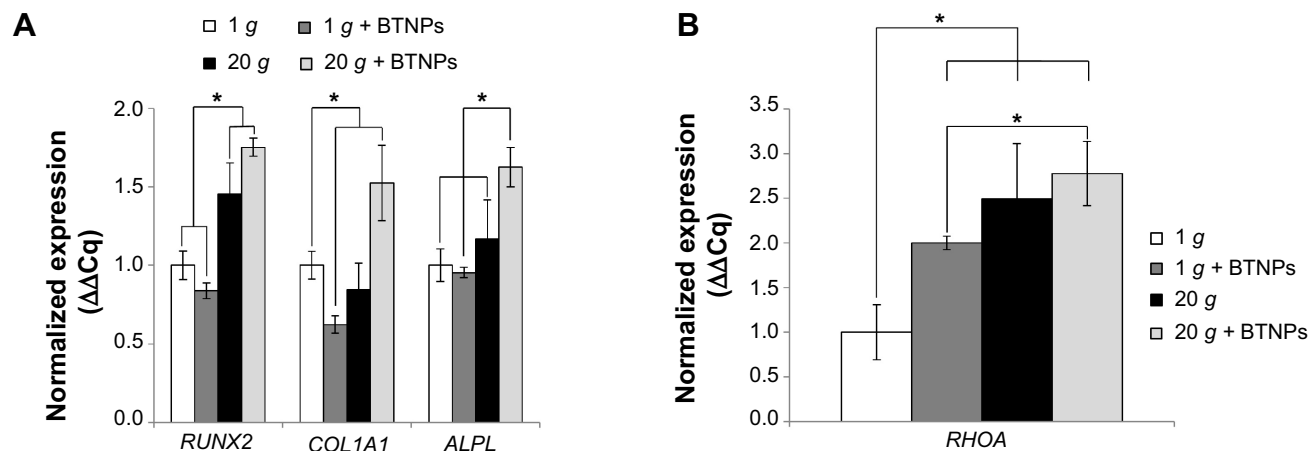 A
1 g
1 g + BTNPs
20 g
20 g + BTNPs
Normalized expression
(ΔΔCq)
2.0
1.5
1.0
0.5
0.0
*
*
*
RUNX2
COL1A1
ALPL
B
Normalized expression
(ΔΔCq)
3.5
3.0
2.5
2.0
1.5
1.0
0.5
0.0
*
*
RHOA
1 g
1 g + BTNPs
20 g
20 g + BTNPs